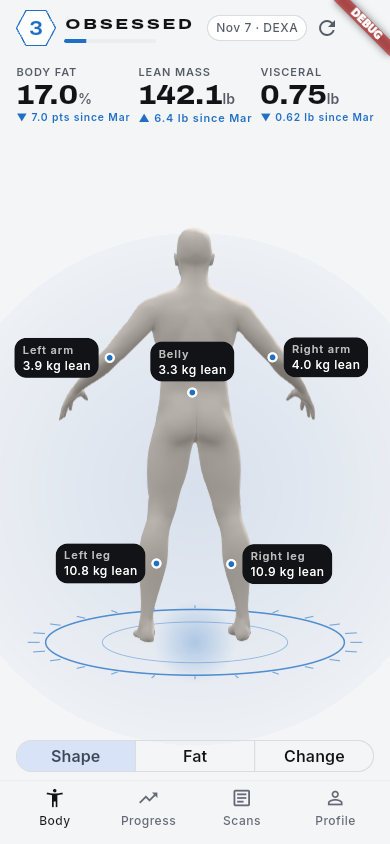 3 OBSESSED
Nov 7 · DEXA
DEBUG
BODY FAT
17.0%
▼ 7.0 pts since Mar
LEAN MASS
142.1lb
▲ 6.4 lb since Mar
VISCERAL
0.75lb
▼ 0.62 lb since Mar
Left arm
3.9 kg lean
Belly
3.3 kg lean
Right arm
4.0 kg lean
Left leg
10.8 kg lean
Right leg
10.9 kg lean
Shape
Fat
Change
Body
Progress
Scans
Profile